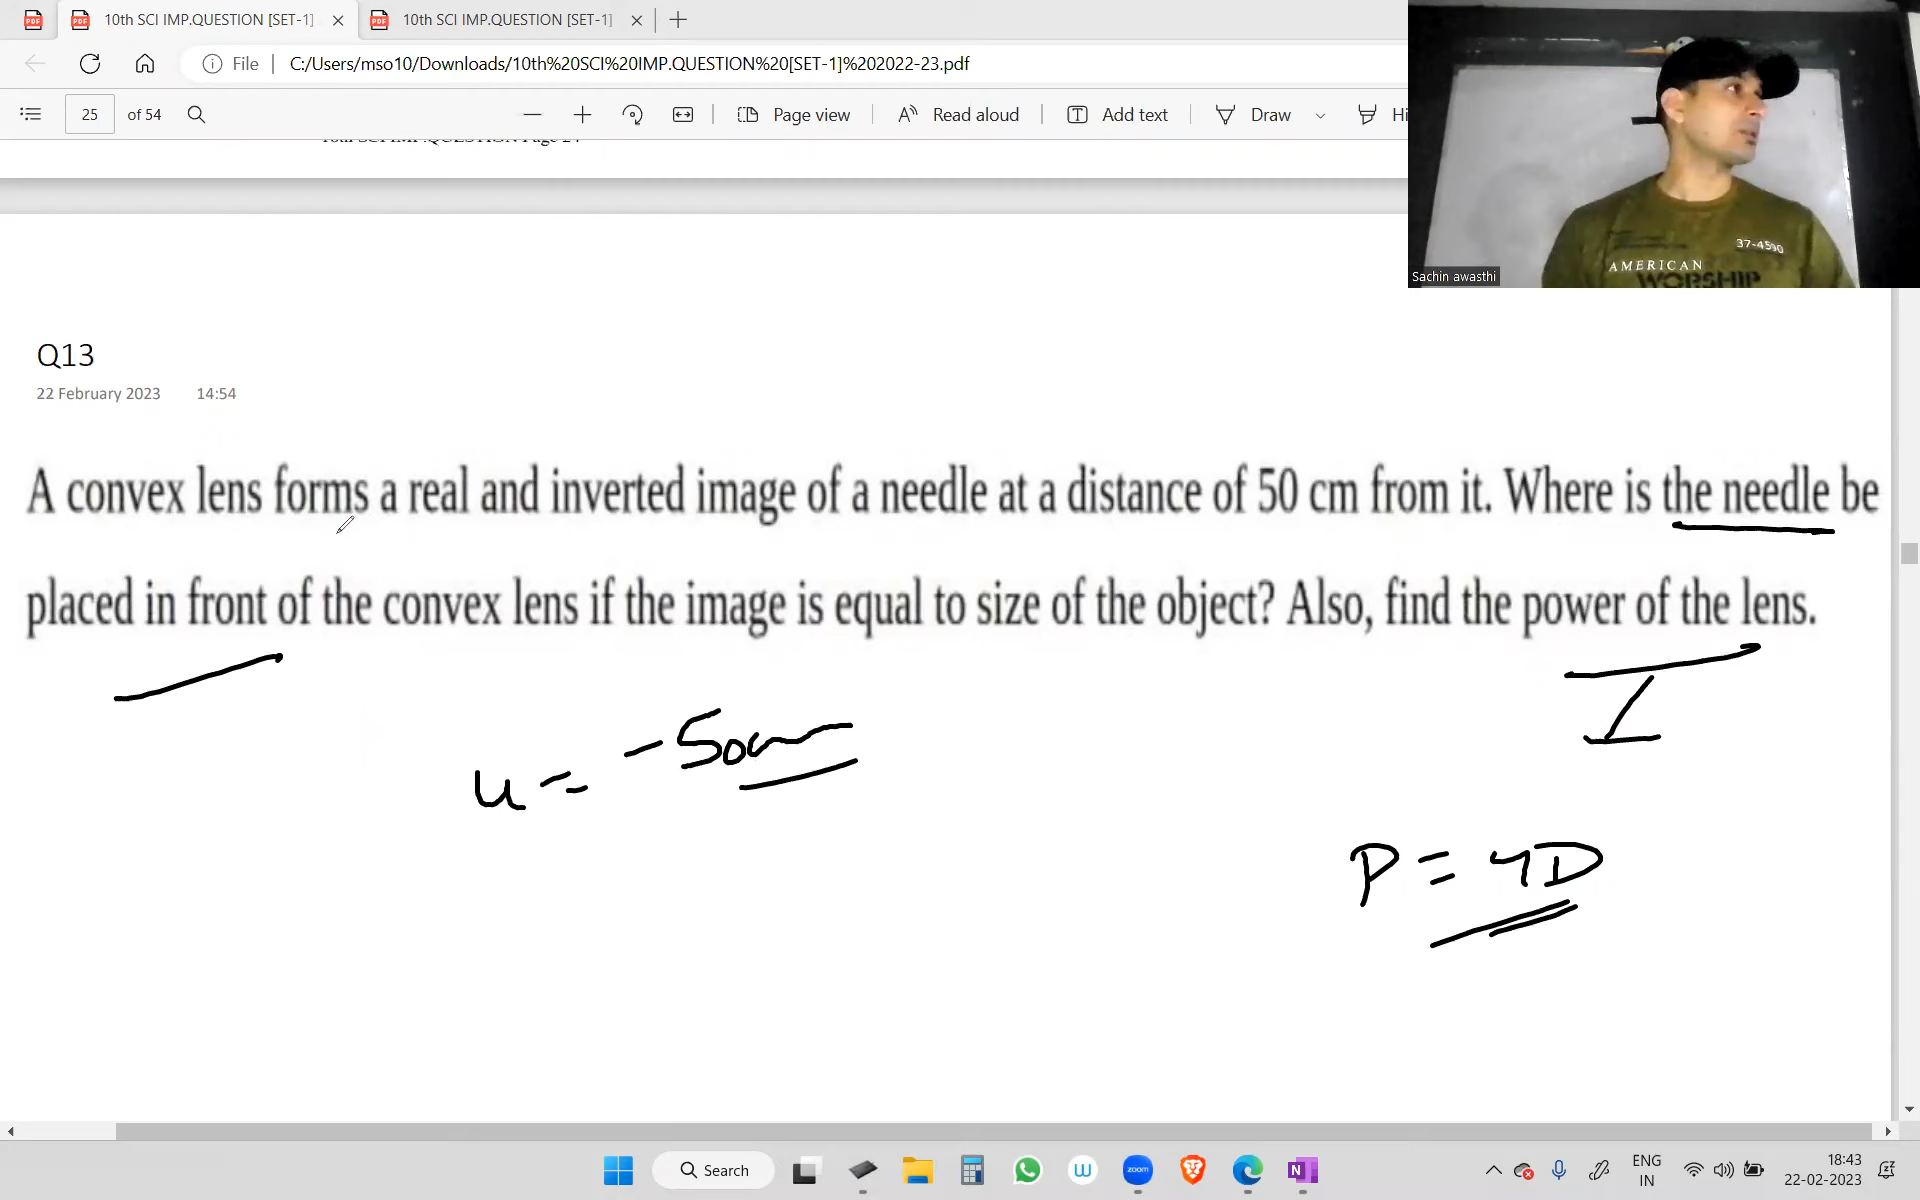 10th SCI IMP.QUESTION [SET-1]
10th SCI IMP.QUESTION [SET-1]
File
C:/Users/mso10/Downloads/10th%20SCI%20IMP.QUESTION%20[SET-1]%202022-23.pdf
25 of 54
Page view
Read aloud
Add text
Draw
Hi
37-4590
AMERICAN
WORSHIP
Sachin awasthi
Q13
22 February 2023 14:54
A convex lens forms a real and inverted image of a needle at a distance of 50 cm from it. Where is the needle be
placed in front of the convex lens if the image is equal to size of the object? Also, find the power of the lens.
u = -50cm
P = 4D
Search
zoom
ENG
IN
18:43
22-02-2023